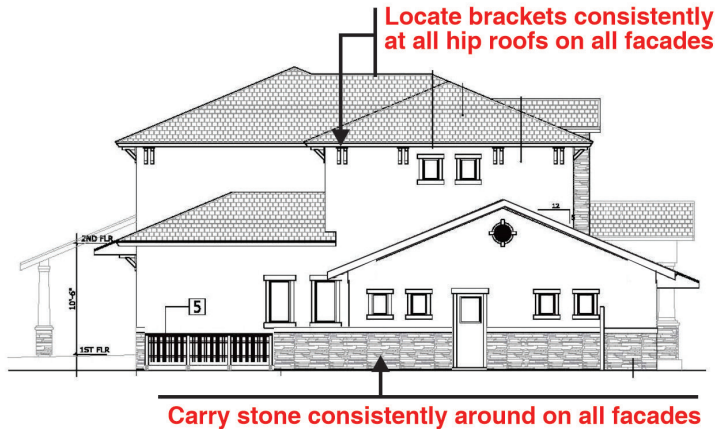 Locate brackets consistently
at all hip roofs on all facades
12
2ND FLR
10'-6"
5
1ST FLR
Carry stone consistently around on all facades